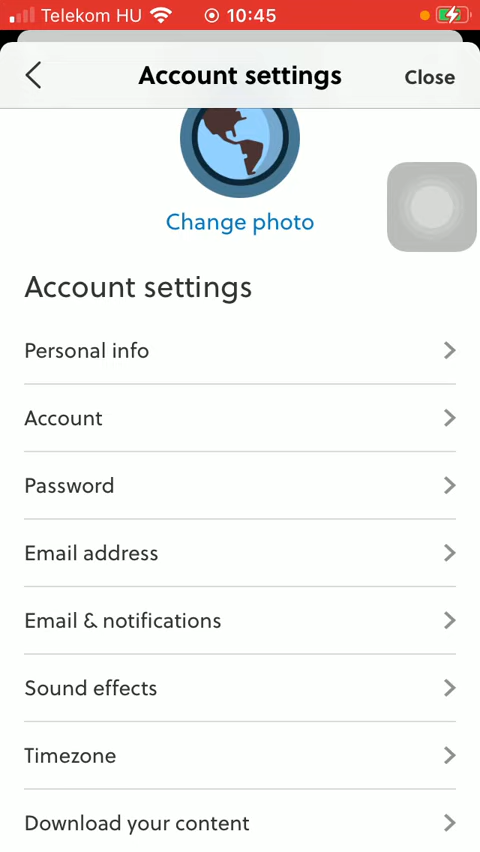 Telekom HU 10:45
Account settings Close
Change photo
Account settings
Personal info
Account
Password
Email address
Email & notifications
Sound effects
Timezone
Download your content